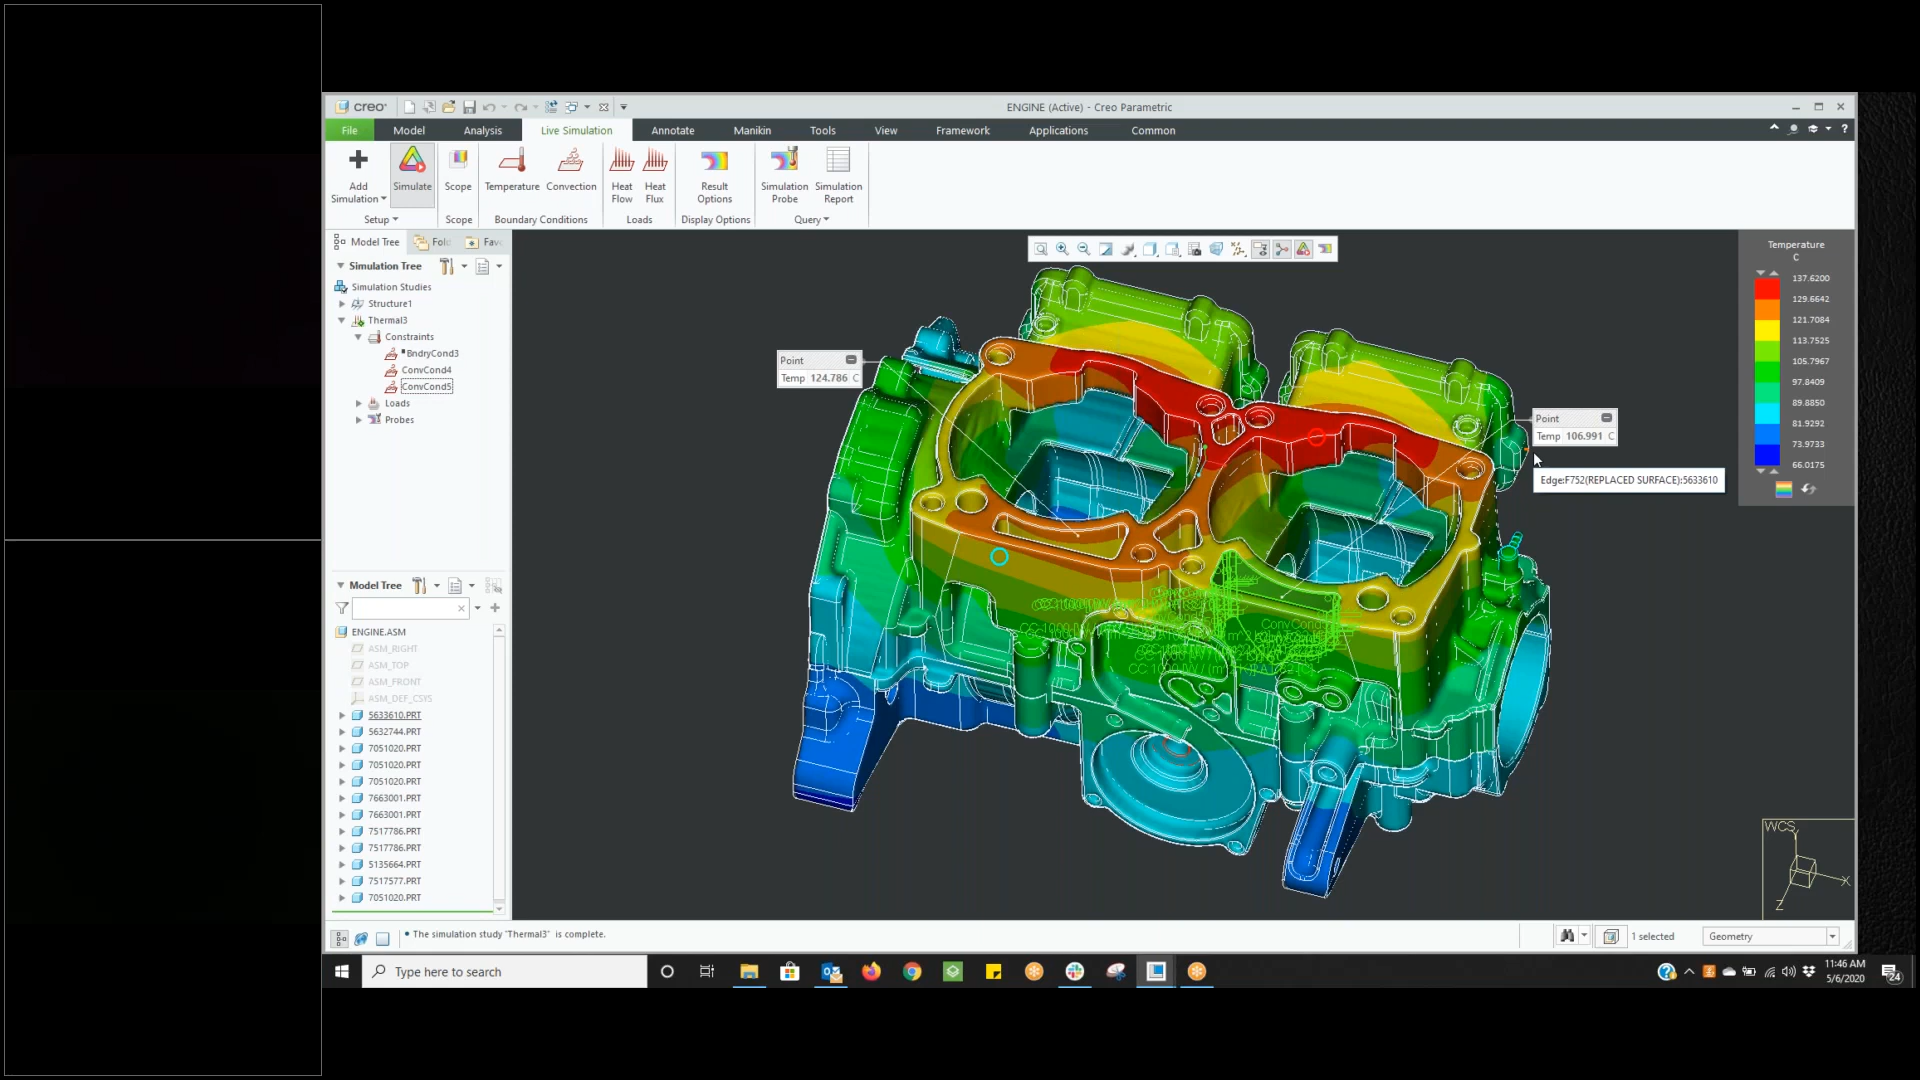 creo
ENGINE (Active) - Creo Parametric
File Model Analysis Live Simulation Annotate Manikin Tools View Framework Applications Common
Add Simulation
Simulate
Scope
Temperature
Convection
Heat Flow
Heat Flux
Result Options
Simulation Probe
Simulation Report
Setup Scope Boundary Conditions Loads Display Options Query
Model Tree Fol Fav
Simulation Tree
Simulation Studies
Structure1
Thermal3
Constraints
BndryCond3
ConvCond4
ConvCond5
Loads
Probes
Model Tree
ENGINE.ASM
ASM_RIGHT
ASM_TOP
ASM_FRONT
ASM_DEF_CSYS
5633610.PRT
5632744.PRT
7051020.PRT
7051020.PRT
7051020.PRT
7663001.PRT
7663001.PRT
7517786.PRT
7517786.PRT
5135664.PRT
7517577.PRT
7051020.PRT
Point
Temp 124.786 C
Point
Temp 106.991 C
Edge:F752(REPLACED SURFACE):5633610
ConvCond
Temperature
C
137.6200
129.6642
121.7084
113.7525
105.7967
97.8409
89.8850
81.9292
73.9733
66.0175
WCS
X
Z
The simulation study 'Thermal3' is complete.
1 selected
Geometry
Type here to search
11:46 AM
5/6/2020
24